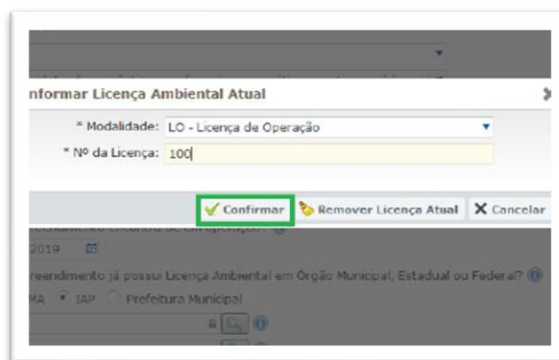 nformar Licença Ambiental Atual
* Modalidade: LO - Licença de Operação
* Nº da Licença: 100
Confirmar Remover Licença Atual Cancelar
2019
reendimento já possui Licença Ambiental em Órgão Municipal, Estadual ou Federal?
MA IAP Prefeitura Municipal